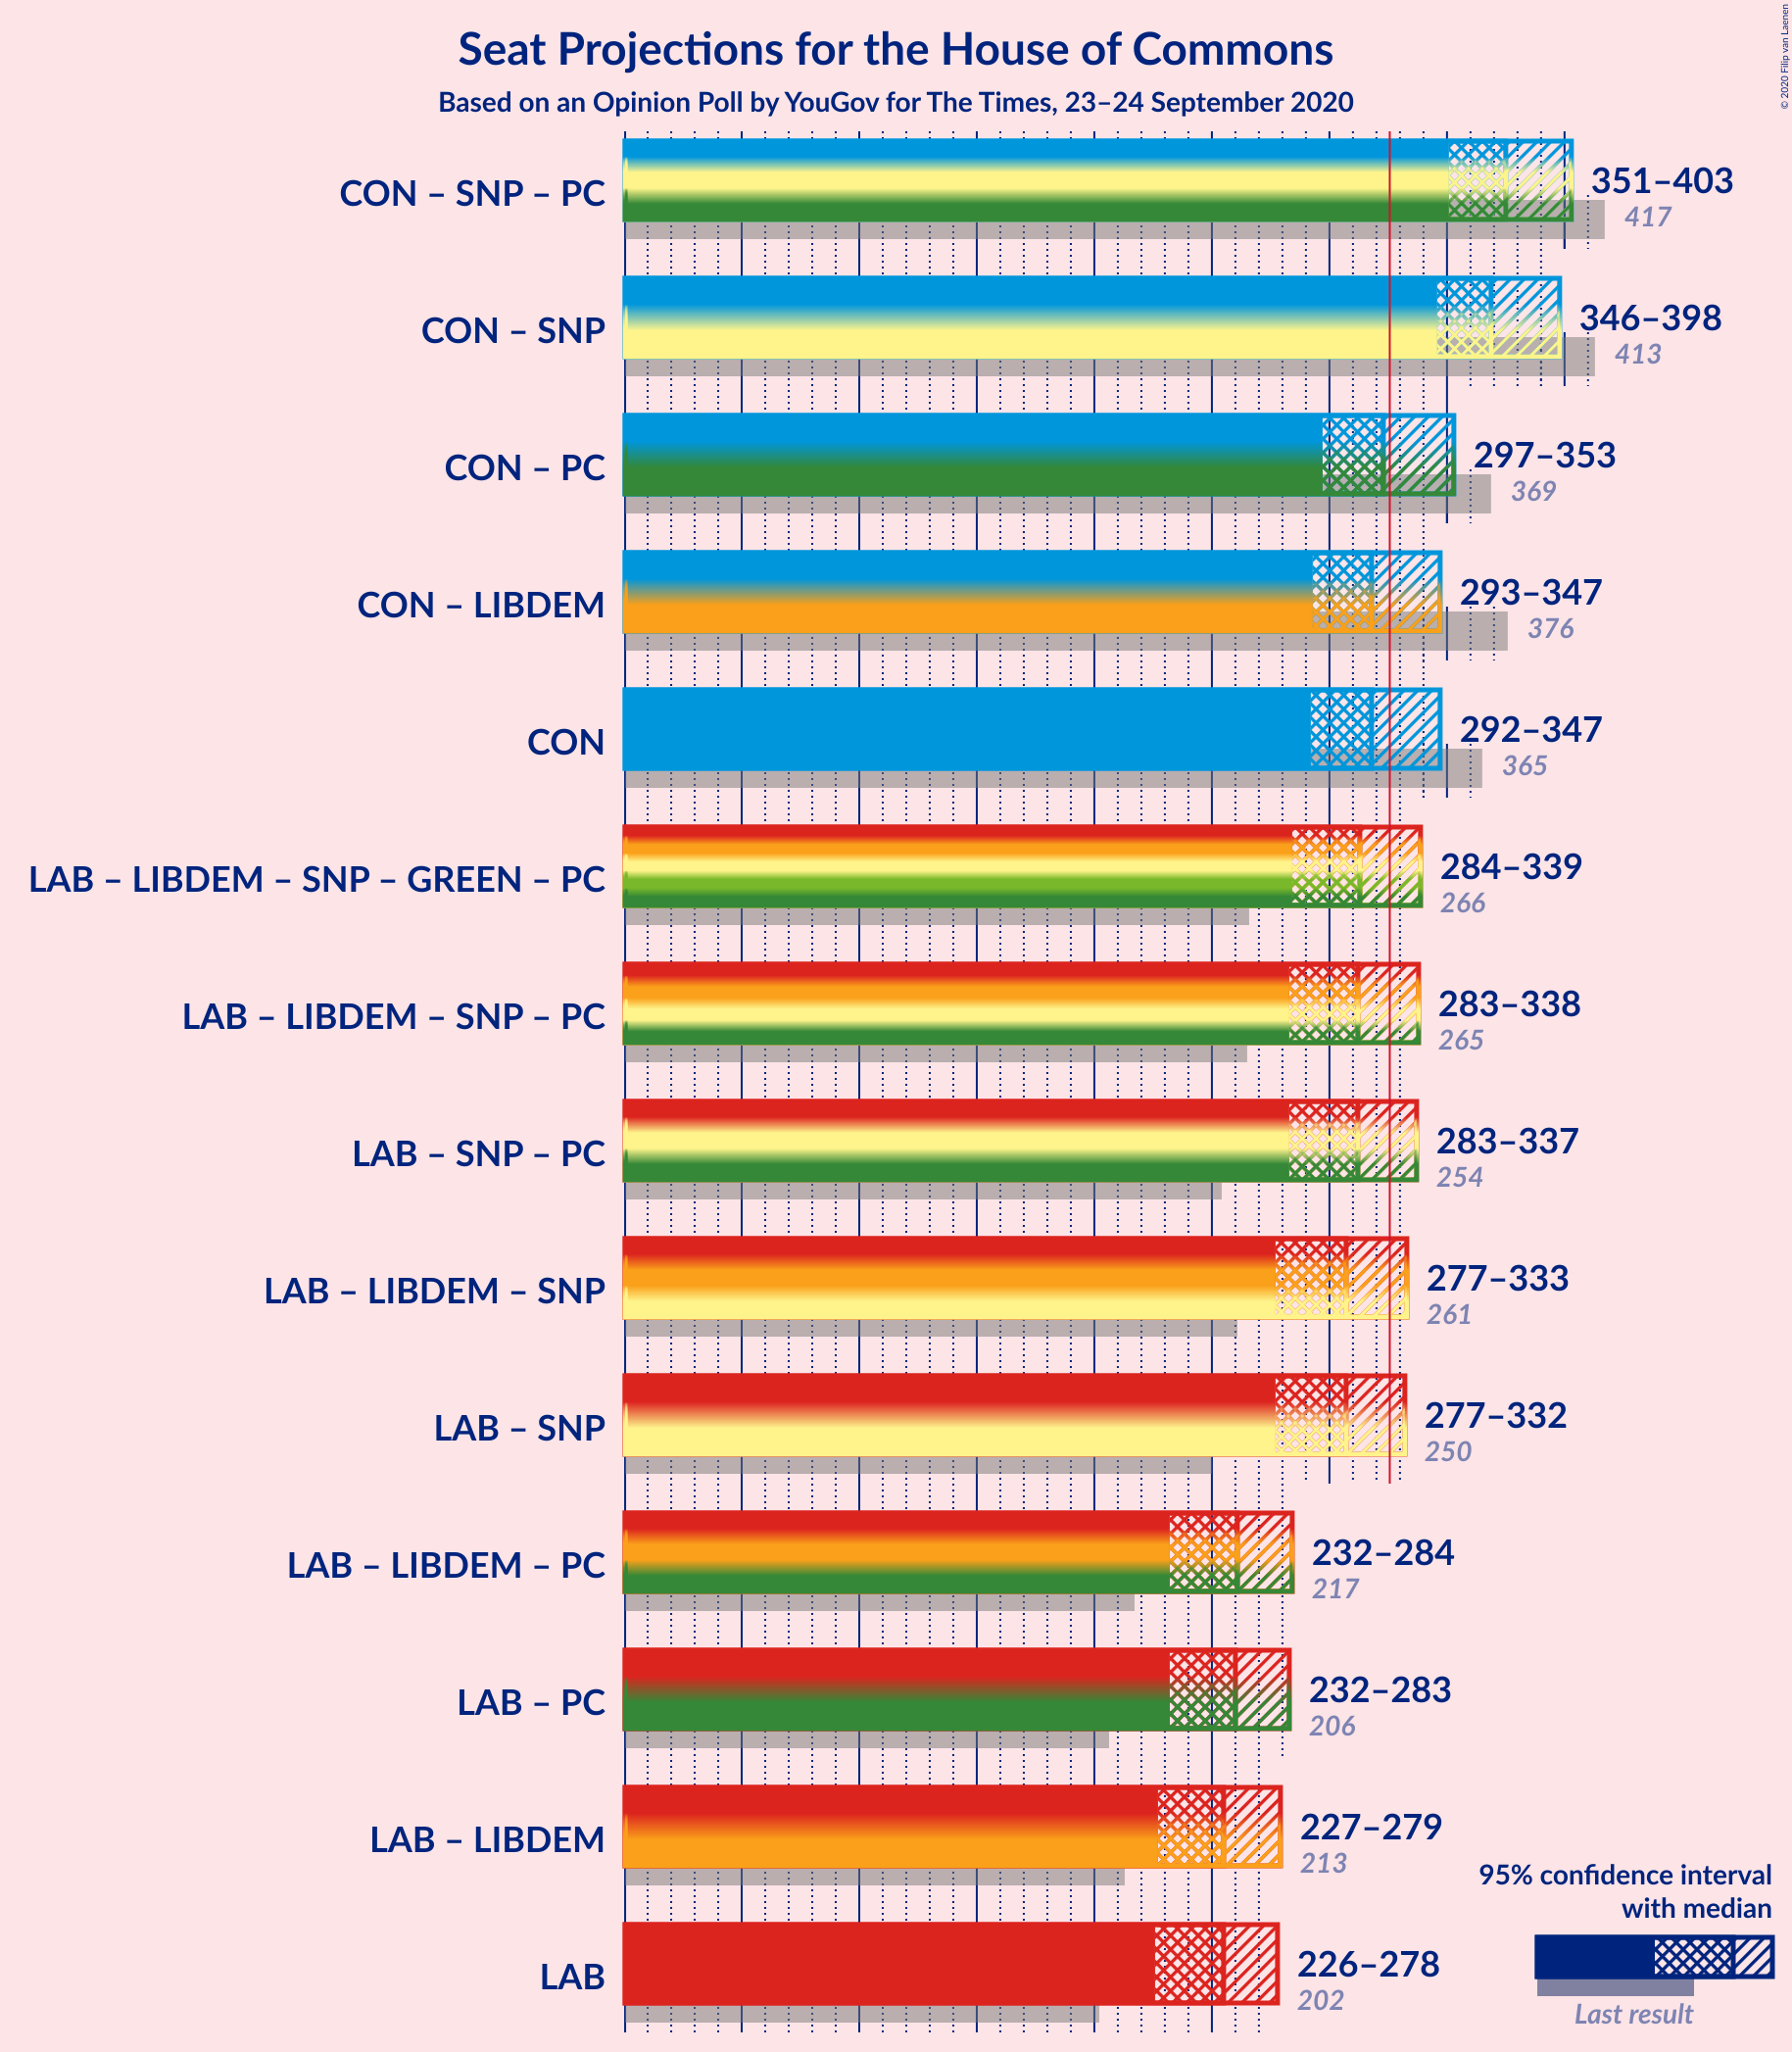 Seat Projections for the House of Commons
Based on an Opinion Poll by YouGov for The Times, 23–24 September 2020
© 2020 Filip van Laenen
CON – SNP – PC
351–403
417
CON – SNP
346–398
413
CON – PC
297–353
369
CON – LIBDEM
293–347
376
CON
292–347
365
LAB – LIBDEM – SNP – GREEN – PC
284–339
266
LAB – LIBDEM – SNP – PC
283–338
265
LAB – SNP – PC
283–337
254
LAB – LIBDEM – SNP
277–333
261
LAB – SNP
277–332
250
LAB – LIBDEM – PC
232–284
217
LAB – PC
232–283
206
LAB – LIBDEM
227–279
213
LAB
226–278
202
95% confidence interval
with median
Last result